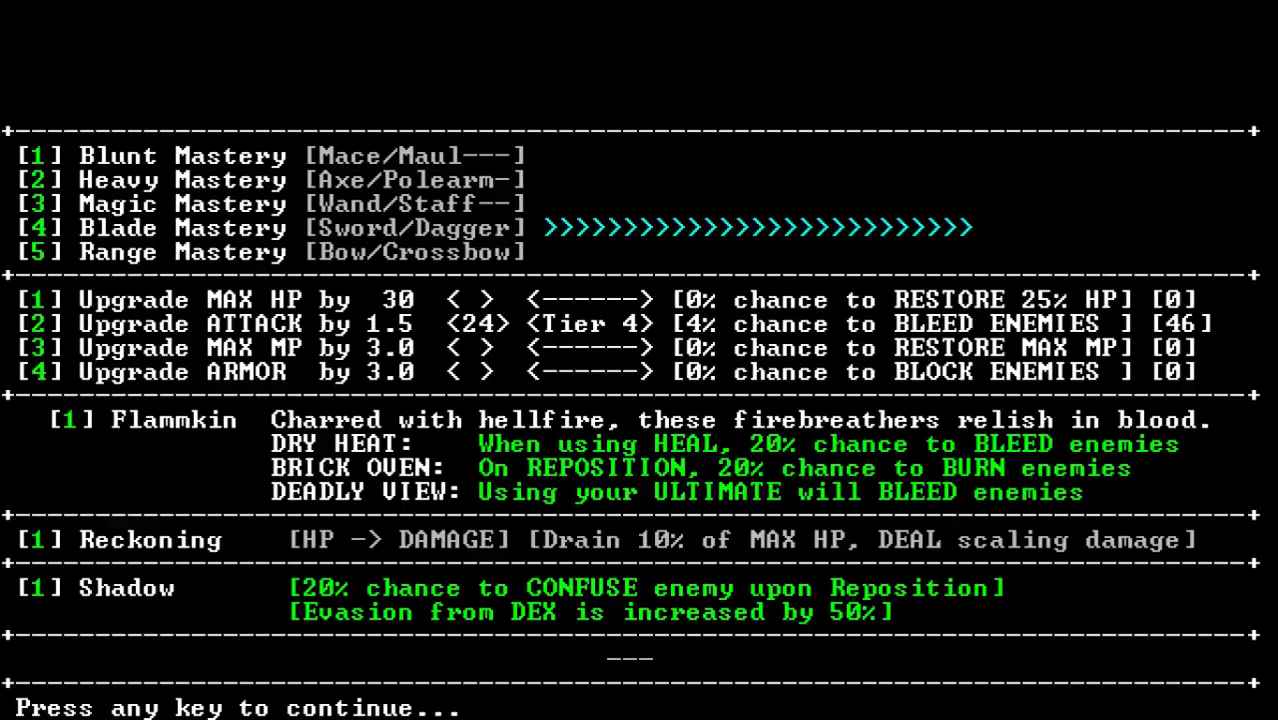 +------------------------------------------------------------------------------+
[1] Blunt Mastery [Mace/Maul---]
[2] Heavy Mastery [Axe/Polearm-]
[3] Magic Mastery [Wand/Staff--]
[4] Blade Mastery [Sword/Dagger] >>>>>>>>>>>>>>>>>>>>>>>>>>>
[5] Range Mastery [Bow/Crossbow]
+------------------------------------------------------------------------------+
[1] Upgrade MAX HP by  30  < >  <------> [0% chance to RESTORE 25% HP] [0]
[2] Upgrade ATTACK by 1.5  <24> <Tier 4> [4% chance to BLEED ENEMIES ] [46]
[3] Upgrade MAX MP by 3.0  < >  <------> [0% chance to RESTORE MAX MP] [0]
[4] Upgrade ARMOR  by 3.0  < >  <------> [0% chance to BLOCK ENEMIES ] [0]
+------------------------------------------------------------------------------+
[1] Flammkin  Charred with hellfire, these firebreathers relish in blood.
DRY HEAT:    When using HEAL, 20% chance to BLEED enemies
BRICK OVEN:  On REPOSITION, 20% chance to BURN enemies
DEADLY VIEW: Using your ULTIMATE will BLEED enemies
+------------------------------------------------------------------------------+
[1] Reckoning    [HP -> DAMAGE] [Drain 10% of MAX HP, DEAL scaling damage]
+------------------------------------------------------------------------------+
[1] Shadow       [20% chance to CONFUSE enemy upon Reposition]
[Evasion from DEX is increased by 50%]
+------------------------------------------------------------------------------+
___
+------------------------------------------------------------------------------+
Press any key to continue...